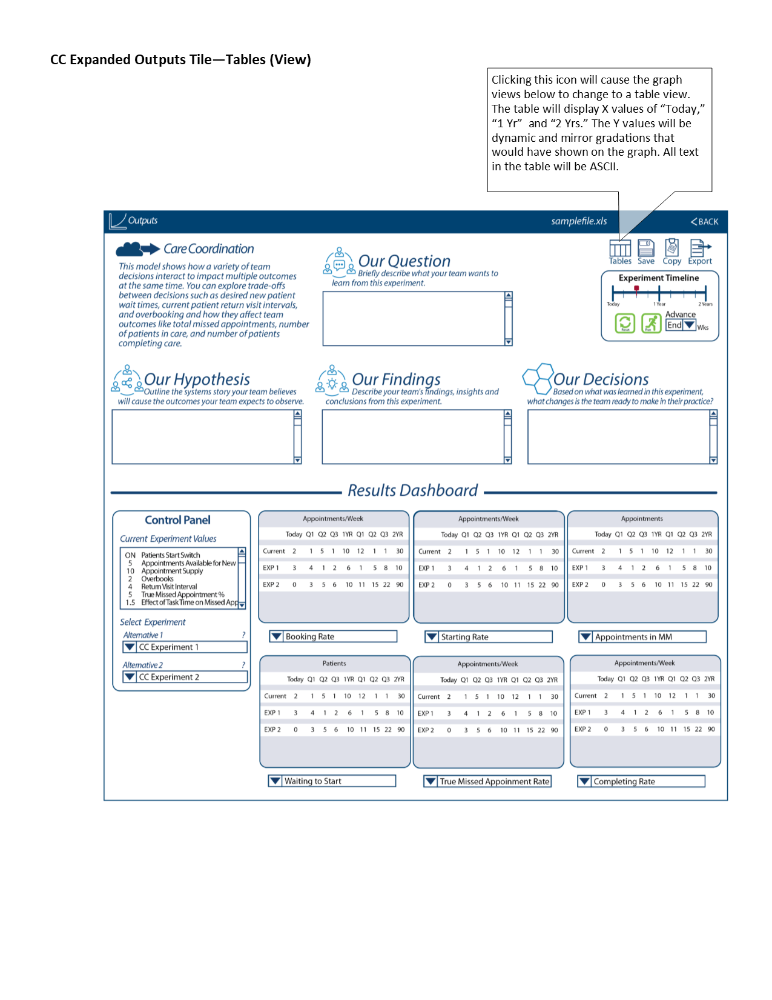 CC Expanded Outputs Tile—Tables (View)
Clicking this icon will cause the graph
views below to change to a table view.
The table will display X values of “Today,”
“1 Yr”  and “2 Yrs.” The Y values will be
dynamic and mirror gradations that
would have shown on the graph. All text
in the table will be ASCII.
Outputs
samplefile.xls
<BACK
Care Coordination
This model shows how a variety of team
decisions interact to impact multiple outcomes
at the same time. You can explore trade-offs
between decisions such as desired new patient
wait times, current patient return visit intervals,
and overbooking and how they affect team
outcomes like total missed appointments, number
of patients in care, and number of patients
completing care.
Our Question
Briefly describe what your team wants to
learn from this experiment.
Tables Save Copy Export
Experiment Timeline
Today 1 Year 2 Years
Reset Run
Advance
End Wks
Our Hypothesis
Outline the systems story your team believes
will cause the outcomes your team expects to observe.
Our Findings
Describe your team's findings, insights and
conclusions from this experiment.
Our Decisions
Based on what was learned in this experiment,
what changes is the team ready to make in their practice?
Results Dashboard
Control Panel
Current Experiment Values
ON Patients Start Switch
5 Appointments Available for New
10 Appointment Supply
2 Overbooks
4 Return Visit Interval
5 True Missed Appointment %
1.5 Effect of Task Time on Missed App
Select Experiment
Alternative 1 ?
CC Experiment 1
Alternative 2 ?
CC Experiment 2
Appointments/Week
Today Q1 Q2 Q3 1YR Q1 Q2 Q3 2YR
Current 2 1 5 1 10 12 1 1 30
EXP 1 3 4 1 2 6 1 5 8 10
EXP 2 0 3 5 6 10 11 15 22 90
Booking Rate
Appointments/Week
Today Q1 Q2 Q3 1YR Q1 Q2 Q3 2YR
Current 2 1 5 1 10 12 1 1 30
EXP 1 3 4 1 2 6 1 5 8 10
EXP 2 0 3 5 6 10 11 15 22 90
Starting Rate
Appointments
Today Q1 Q2 Q3 1YR Q1 Q2 Q3 2YR
Current 2 1 5 1 10 12 1 1 30
EXP 1 3 4 1 2 6 1 5 8 10
EXP 2 0 3 5 6 10 11 15 22 90
Appointments in MM
Patients
Today Q1 Q2 Q3 1YR Q1 Q2 Q3 2YR
Current 2 1 5 1 10 12 1 1 30
EXP 1 3 4 1 2 6 1 5 8 10
EXP 2 0 3 5 6 10 11 15 22 90
Waiting to Start
Appointments/Week
Today Q1 Q2 Q3 1YR Q1 Q2 Q3 2YR
Current 2 1 5 1 10 12 1 1 30
EXP 1 3 4 1 2 6 1 5 8 10
EXP 2 0 3 5 6 10 11 15 22 90
True Missed Appoinment Rate
Appointments/Week
Today Q1 Q2 Q3 1YR Q1 Q2 Q3 2YR
Current 2 1 5 1 10 12 1 1 30
EXP 1 3 4 1 2 6 1 5 8 10
EXP 2 0 3 5 6 10 11 15 22 90
Completing Rate